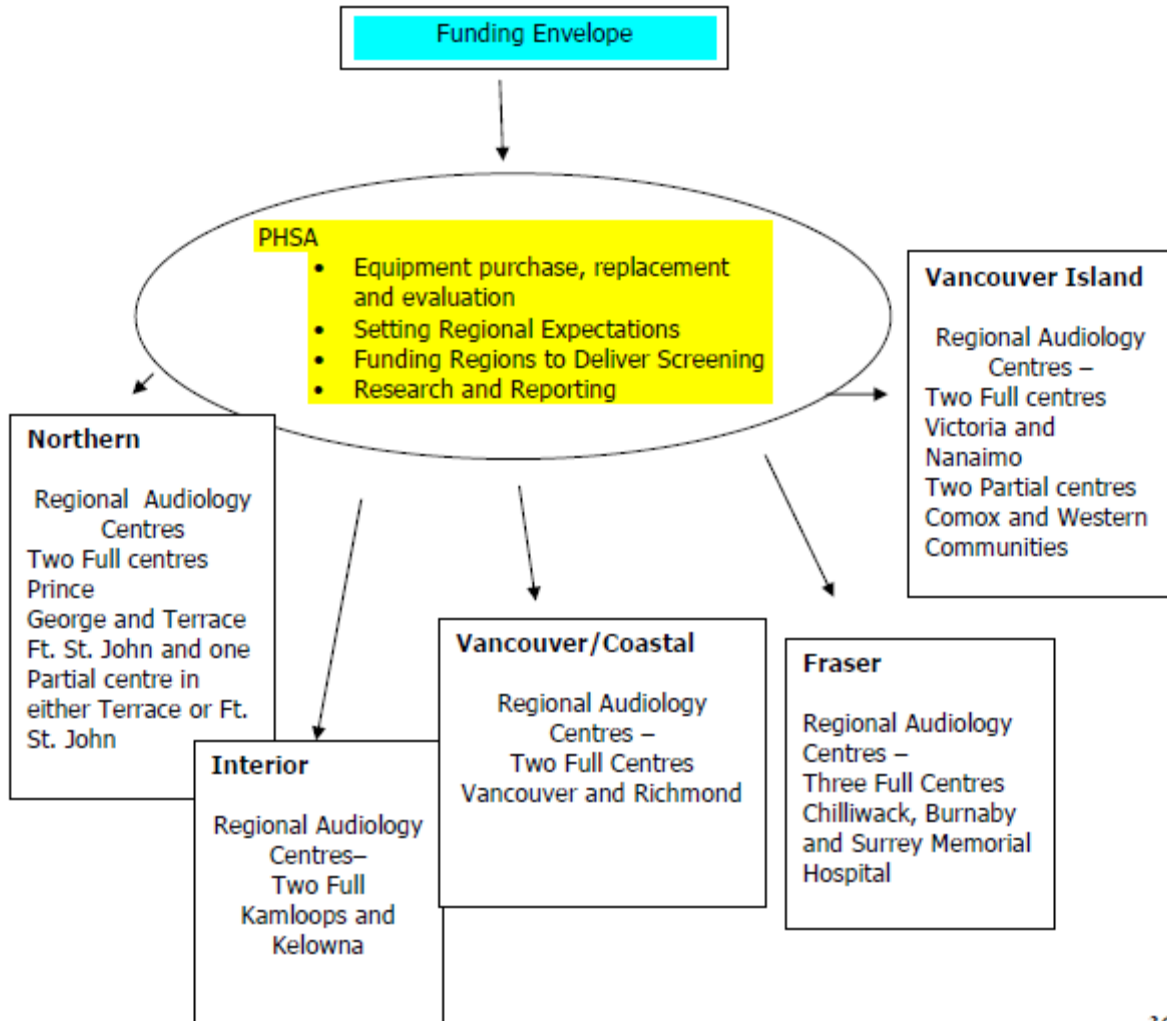 Funding Envelope
PHSA
• Equipment purchase, replacement
and evaluation
• Setting Regional Expectations
• Funding Regions to Deliver Screening
• Research and Reporting
Vancouver Island
Regional Audiology
Centres –
Two Full centres
Victoria and
Nanaimo
Two Partial centres
Comox and Western
Communities
Northern
Regional Audiology
Centres
Two Full centres
Prince
George and Terrace
Ft. St. John and one
Partial centre in
either Terrace or Ft.
St. John
Interior
Regional Audiology
Centres–
Two Full
Kamloops and
Kelowna
Vancouver/Coastal
Regional Audiology
Centres –
Two Full Centres
Vancouver and Richmond
Fraser
Regional Audiology
Centres –
Three Full Centres
Chilliwack, Burnaby
and Surrey Memorial
Hospital